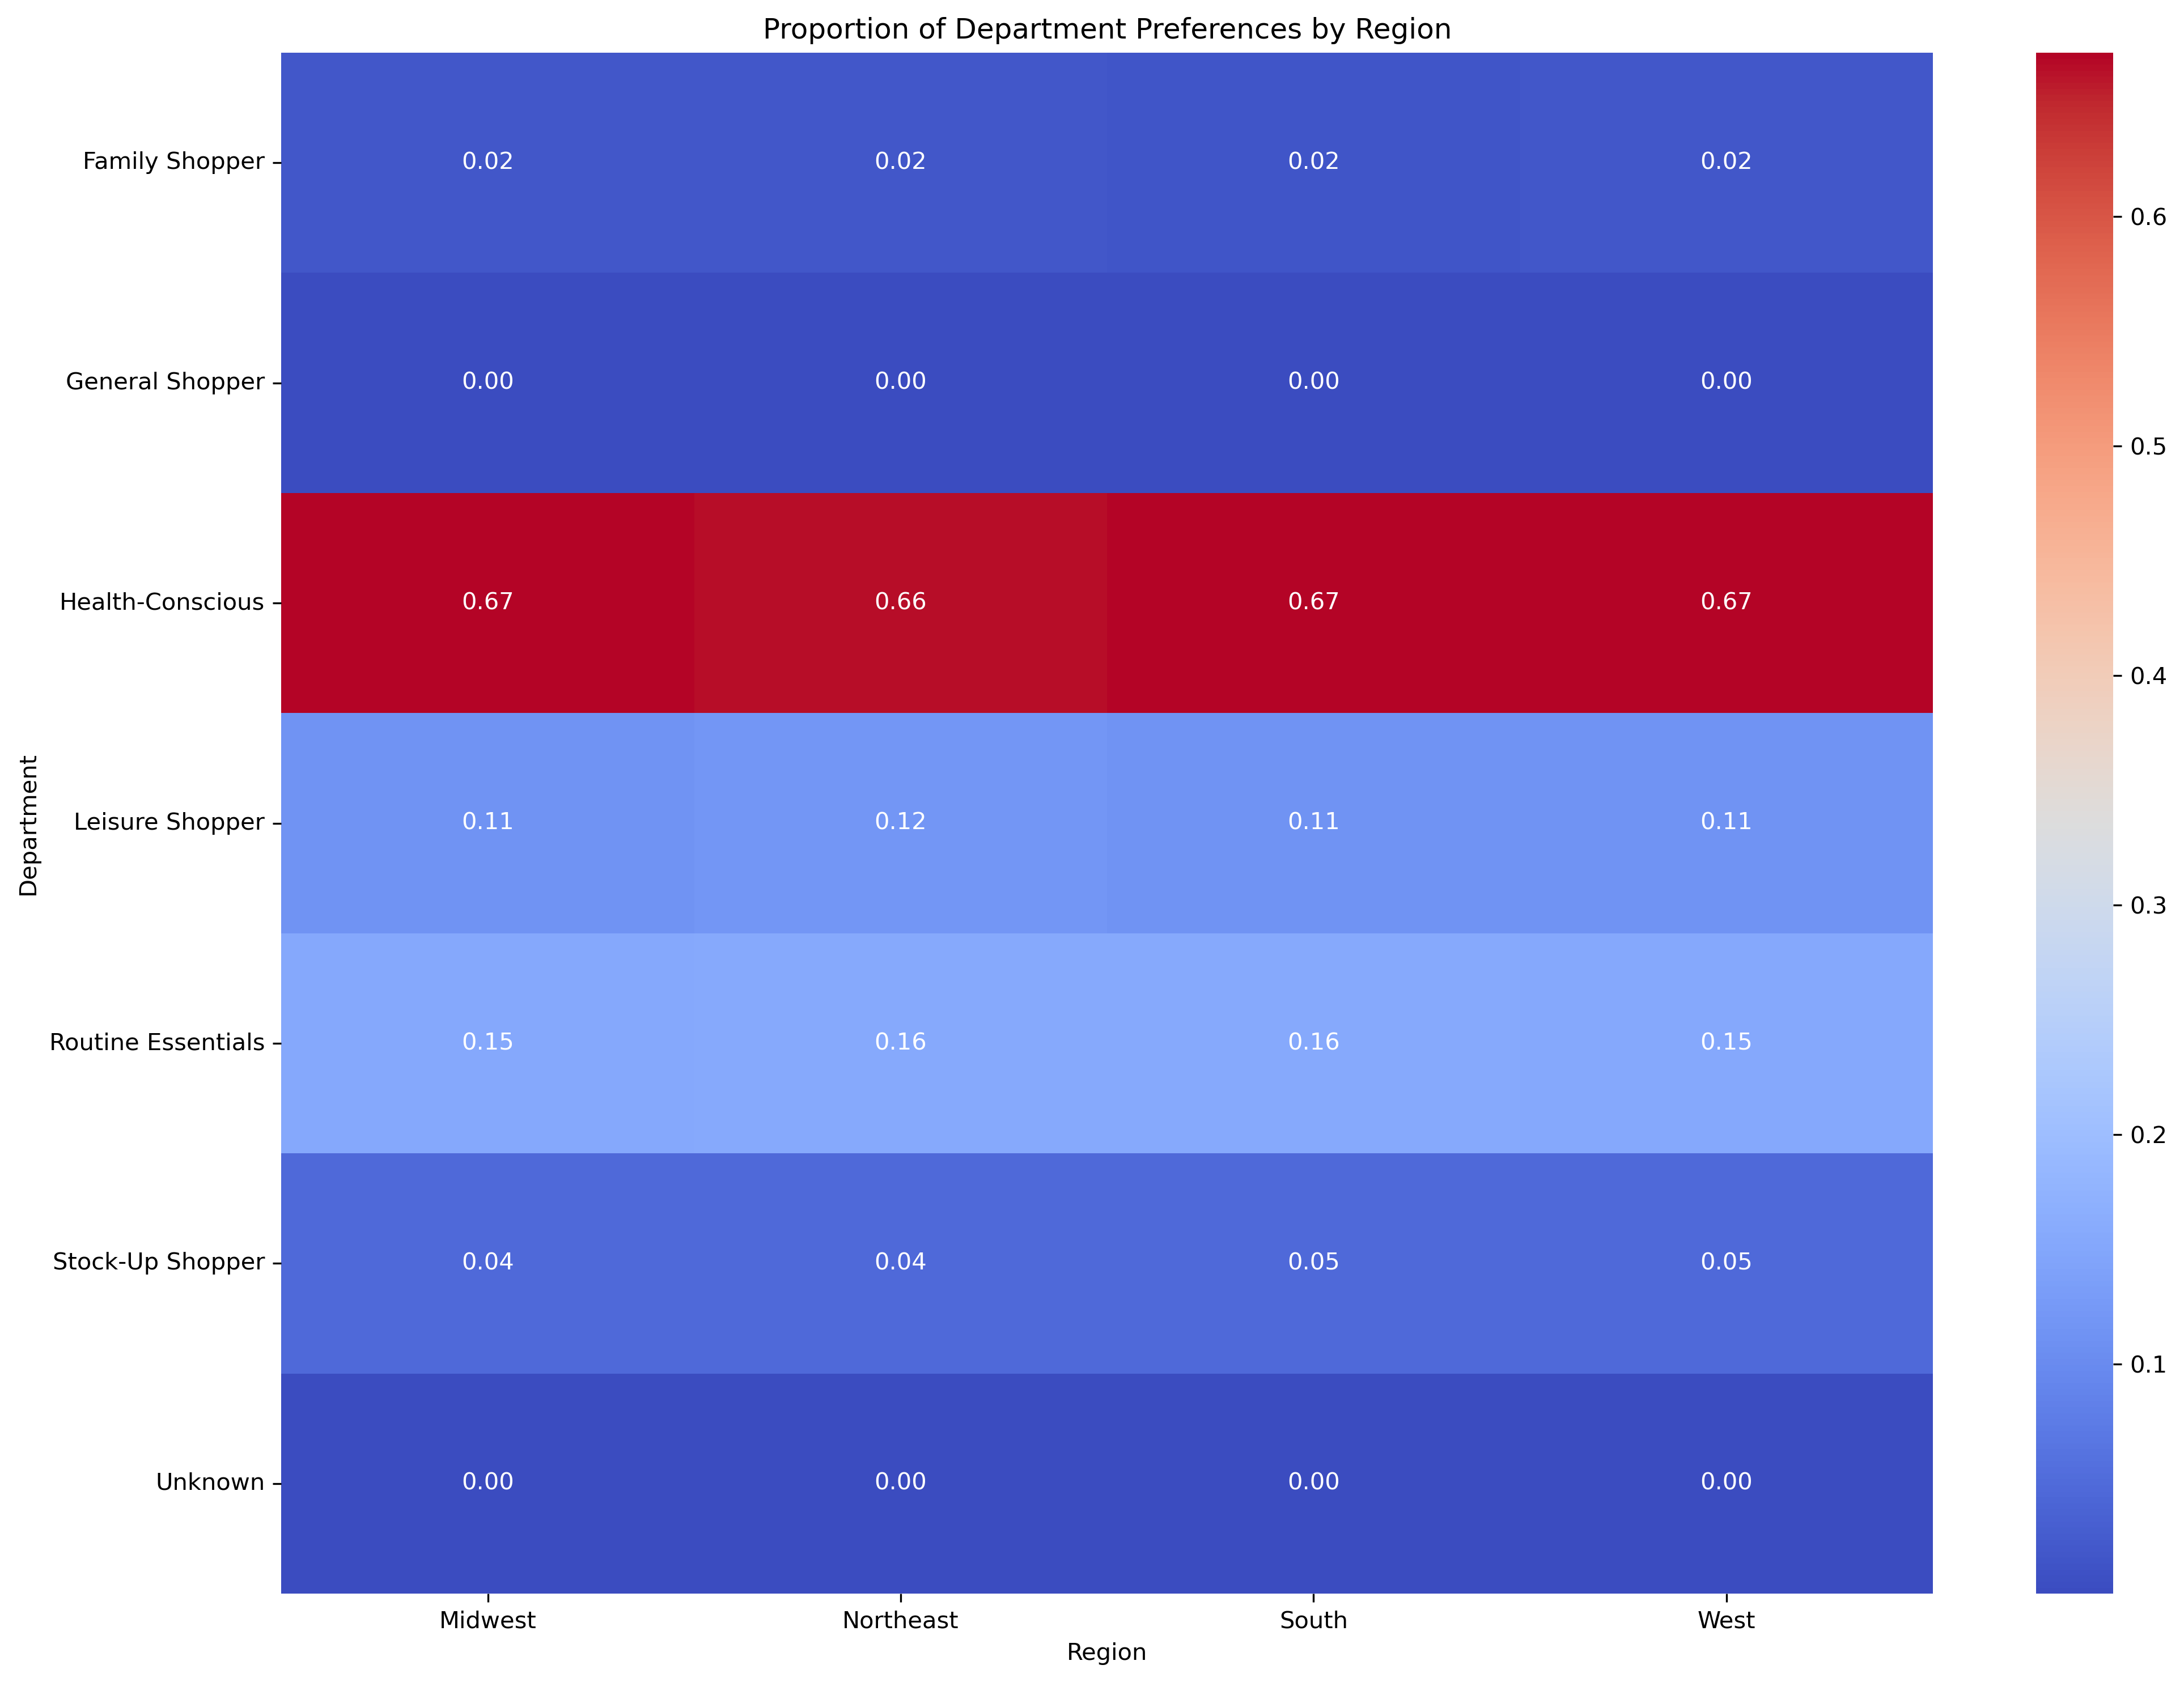 Proportion of Department Preferences by Region
Department
Family Shopper 0.02 0.02 0.02 0.02
General Shopper 0.00 0.00 0.00 0.00
Health-Conscious 0.67 0.66 0.67 0.67
Leisure Shopper 0.11 0.12 0.11 0.11
Routine Essentials 0.15 0.16 0.16 0.15
Stock-Up Shopper 0.04 0.04 0.05 0.05
Unknown 0.00 0.00 0.00 0.00
Midwest Northeast South West
Region
0.6
0.5
0.4
0.3
0.2
0.1